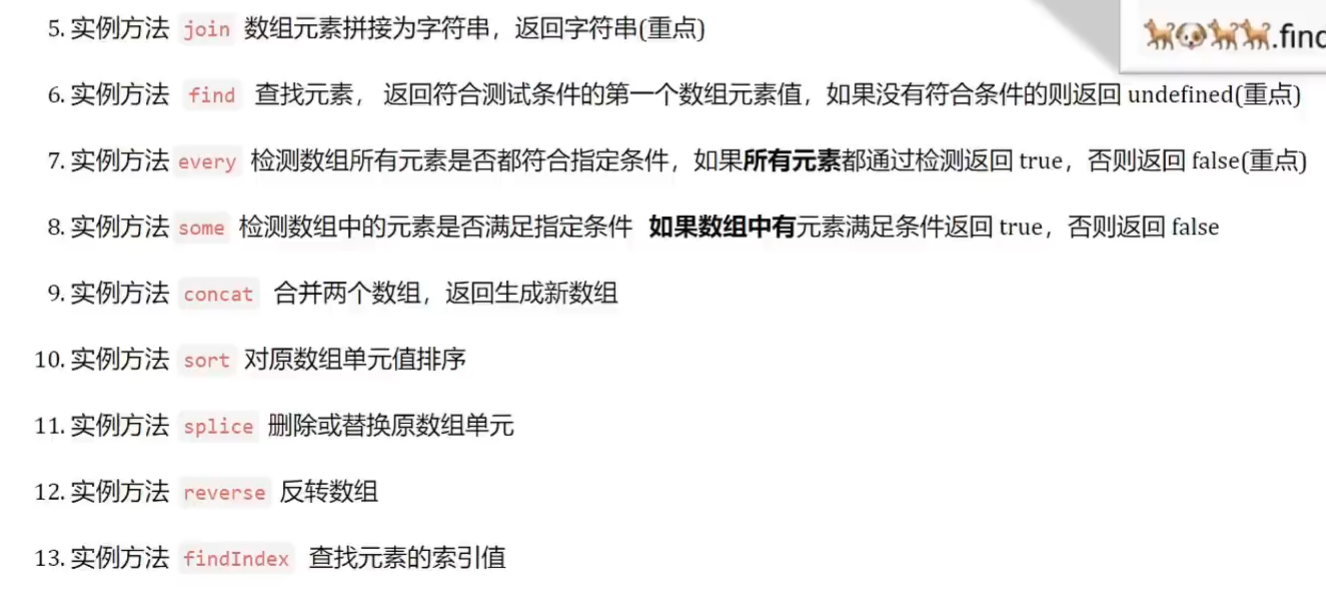 🐕🐶🐕🐕.find
5. 实例方法 join 数组元素拼接为字符串，返回字符串(重点)
6. 实例方法 find 查找元素， 返回符合测试条件的第一个数组元素值，如果没有符合条件的则返回 undefined(重点)
7. 实例方法 every 检测数组所有元素是否都符合指定条件，如果所有元素都通过检测返回 true，否则返回 false(重点)
8. 实例方法 some 检测数组中的元素是否满足指定条件 如果数组中有元素满足条件返回 true，否则返回 false
9. 实例方法 concat 合并两个数组，返回生成新数组
10. 实例方法 sort 对原数组单元值排序
11. 实例方法 splice 删除或替换原数组单元
12. 实例方法 reverse 反转数组
13. 实例方法 findIndex 查找元素的索引值